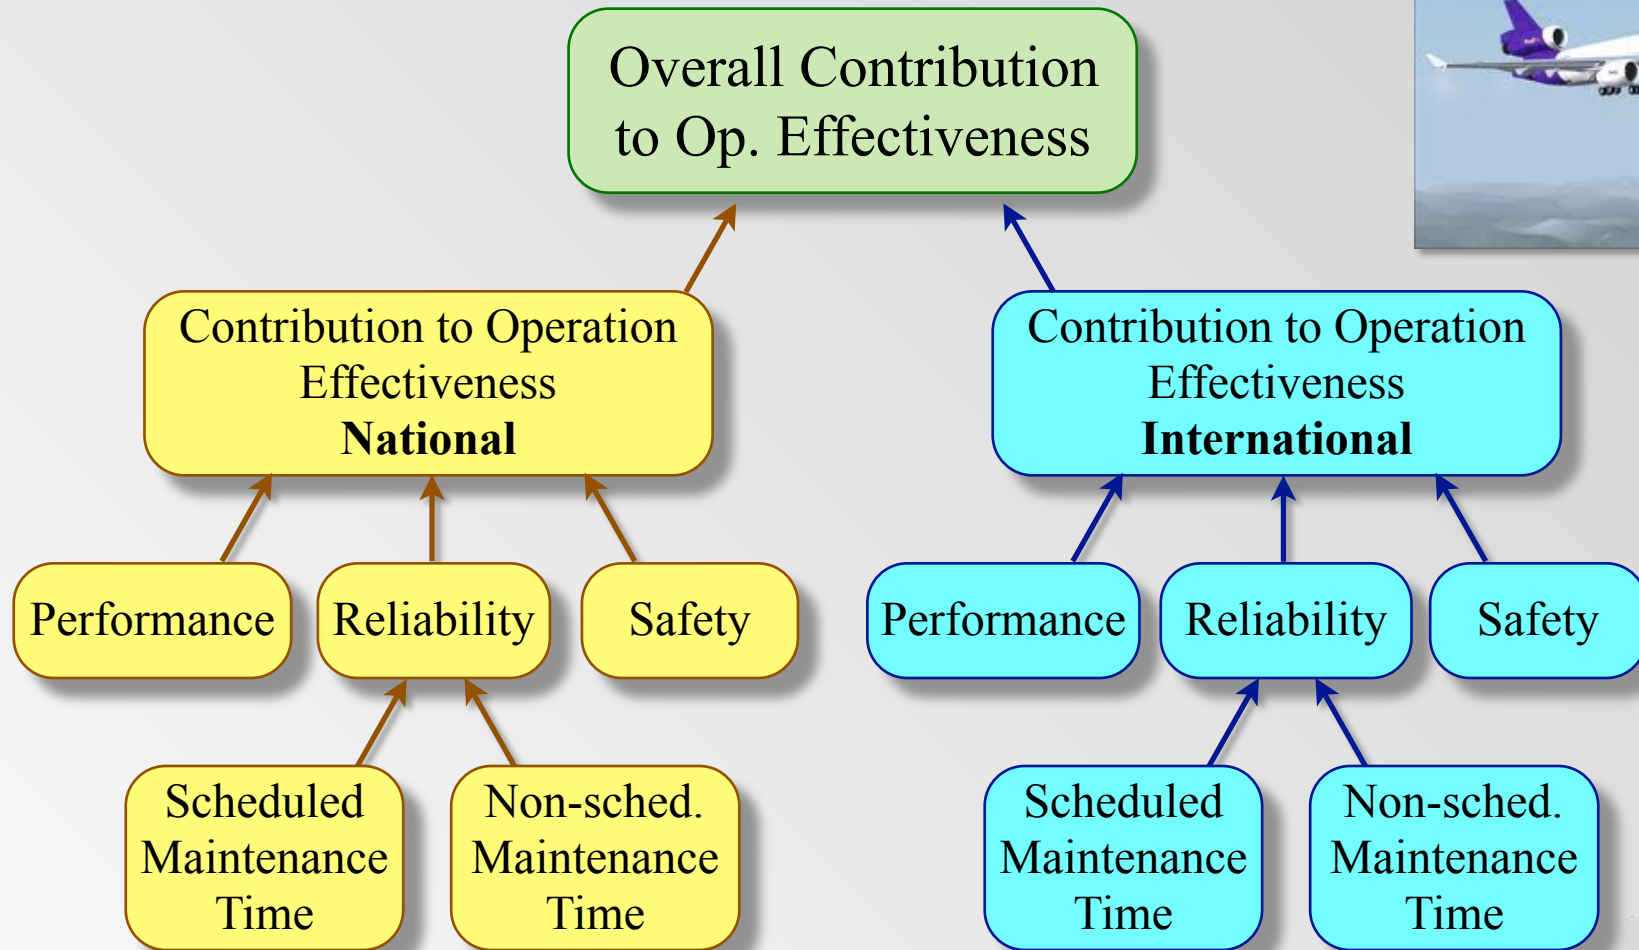 Overall Contribution
to Op. Effectiveness
Contribution to Operation
Effectiveness
National
Contribution to Operation
Effectiveness
International
Performance
Reliability
Safety
Performance
Reliability
Safety
Scheduled
Maintenance
Time
Non-sched.
Maintenance
Time
Scheduled
Maintenance
Time
Non-sched.
Maintenance
Time